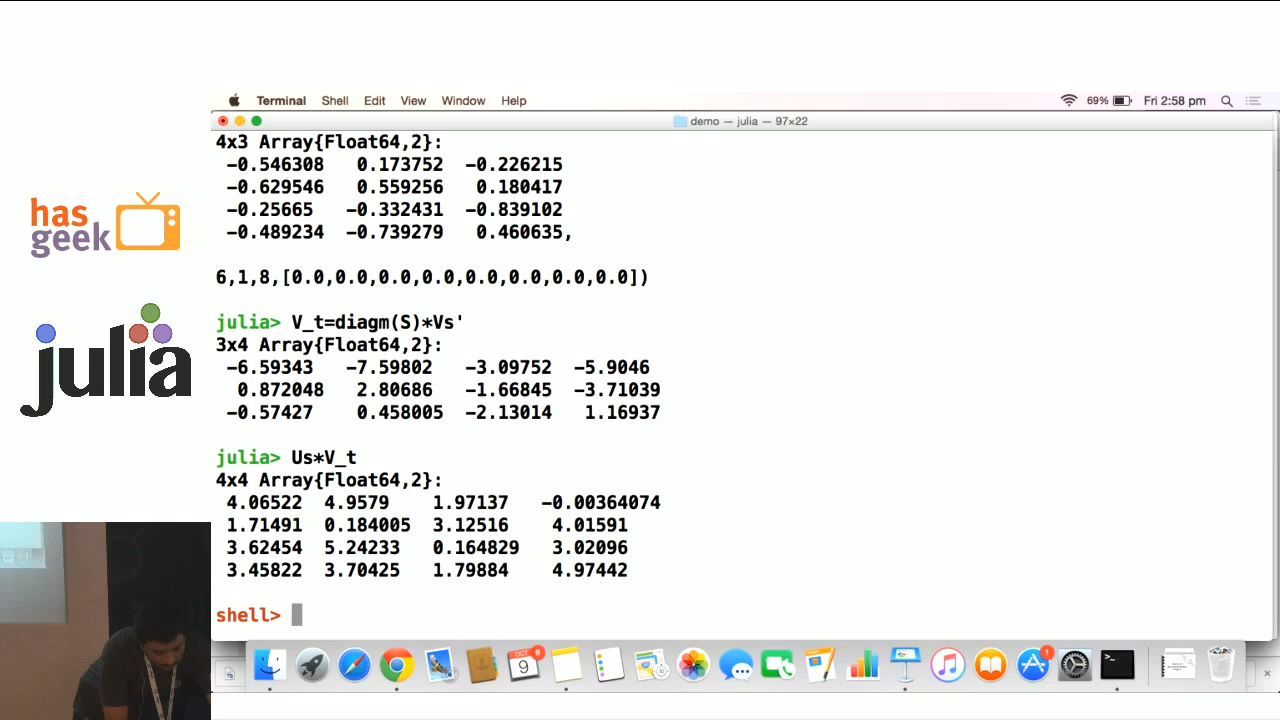 Terminal Shell Edit View Window Help 69% Fri 2:58 pm
demo — julia — 97×22
4x3 Array{Float64,2}:
-0.546308 0.173752 -0.226215
-0.629546 0.559256 0.180417
-0.25665 -0.332431 -0.839102
-0.489234 -0.739279 0.460635,
6,1,8,[0.0,0.0,0.0,0.0,0.0,0.0,0.0,0.0])
julia> V_t=diagm(S)*Vs'
3x4 Array{Float64,2}:
-6.59343 -7.59802 -3.09752 -5.9046
0.872048 2.80686 -1.66845 -3.71039
-0.57427 0.458005 -2.13014 1.16937
julia> Us*V_t
4x4 Array{Float64,2}:
4.06522 4.9579 1.97137 -0.00364074
1.71491 0.184005 3.12516 4.01591
3.62454 5.24233 0.164829 3.02096
3.45822 3.70425 1.79884 4.97442
shell>
has
geek
julia
9
6
1